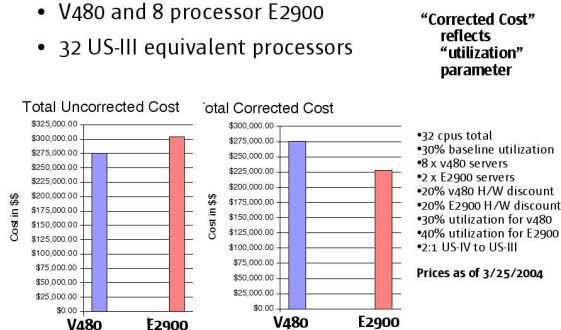 • V480 and 8 processor E2900
• 32 US-III equivalent processors
“Corrected Cost”
reflects
“utilization”
parameter
Total Uncorrected Cost
$325,000.00
$300,000.00
$275,000.00
$250,000.00
$225,000.00
$200,000.00
$175,000.00
$150,000.00
$125,000.00
$100,000.00
$75,000.00
$50,000.00
$25,000.00
$0.00
Cost in $$
V480 E2900
otal Corrected Cost
$300,000.00
$275,000.00
$250,000.00
$225,000.00
$200,000.00
$175,000.00
$150,000.00
$125,000.00
$100,000.00
$75,000.00
$50,000.00
$25,000.00
$0.00
Cost in $$
V480 E2900
•32 cpus total
•30% baseline utilization
•8 x v480 servers
•2 x E2900 servers
•20% v480 H/W discount
•20% E2900 H/W discount
•30% utilization for v480
•40% utilization for E2900
•2:1 US-IV to US-III
Prices as of 3/25/2004